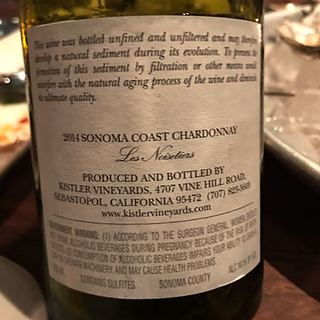 This wine was bottled unfined and unfiltered and may therefore
develop a natural sediment during its evolution. To prevent the
formation of this sediment by filtration or other means would
interfere with the natural aging process of the wine and diminish
its ultimate quality.
2014 SONOMA COAST CHARDONNAY
Les Noisetiers
PRODUCED AND BOTTLED BY
KISTLER VINEYARDS, 4707 VINE HILL ROAD,
SEBASTOPOL, CALIFORNIA 95472 (707) 823-5603
www.kistlervineyards.com
GOVERNMENT WARNING: (1) ACCORDING TO THE SURGEON GENERAL, WOMEN SHOULD
NOT DRINK ALCOHOLIC BEVERAGES DURING PREGNANCY BECAUSE OF THE RISK OF BIRTH
DEFECTS. (2) CONSUMPTION OF ALCOHOLIC BEVERAGES IMPAIRS YOUR ABILITY TO DRIVE A
CAR OR OPERATE MACHINERY, AND MAY CAUSE HEALTH PROBLEMS.
CONTAINS SULFITES SONOMA COUNTY